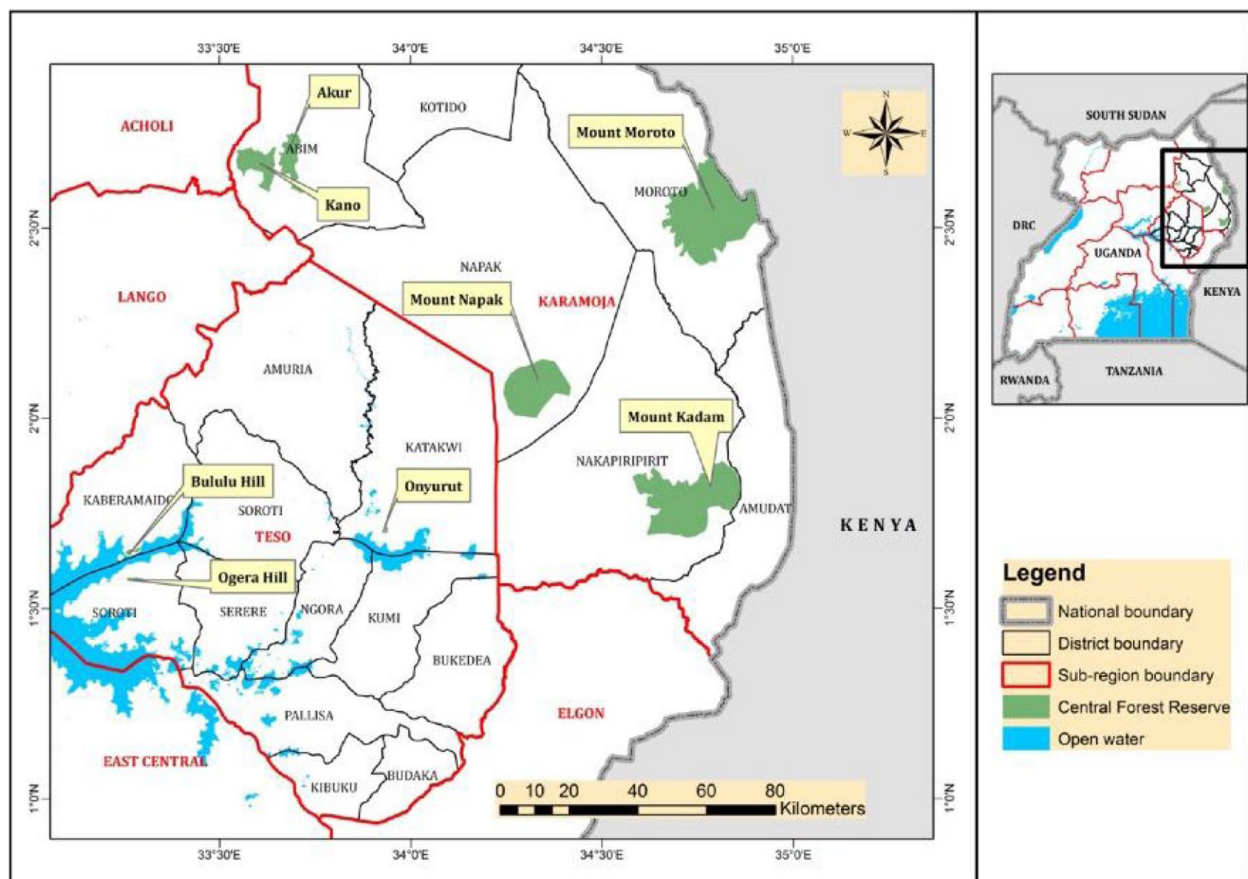 33°30'E
34°0'E
34°30'E
35°0'E
Akur
KOTIDO
ACHOLI
Mount Moroto
N
W
E
S
ABIM
Kano
MOROTO
2°30'N
2°30'N
NAPAK
LANGO
Mount Napak
KARAMOJA
AMURIA
2°0'N
2°0'N
Mount Kadam
KATAKWI
NAKAPIRIPIRIT
Bululu Hill
Onyurut
KABERAMAIDO
SOROTI
AMUDAT
TESO
KENYA
Ogera Hill
SOROTI
SERERE
NGORA
KUMI
1°30'N
1°30'N
BUKEDEA
PALLISA
ELGON
EAST CENTRAL
KIBUKU
BUDAKA
1°0'N
1°0'N
0 10 20 40 60 80
Kilometers
33°30'E
34°0'E
34°30'E
35°0'E
SOUTH SUDAN
DRC
UGANDA
KENYA
RWANDA
TANZANIA
Legend
National boundary
District boundary
Sub-region boundary
Central Forest Reserve
Open water